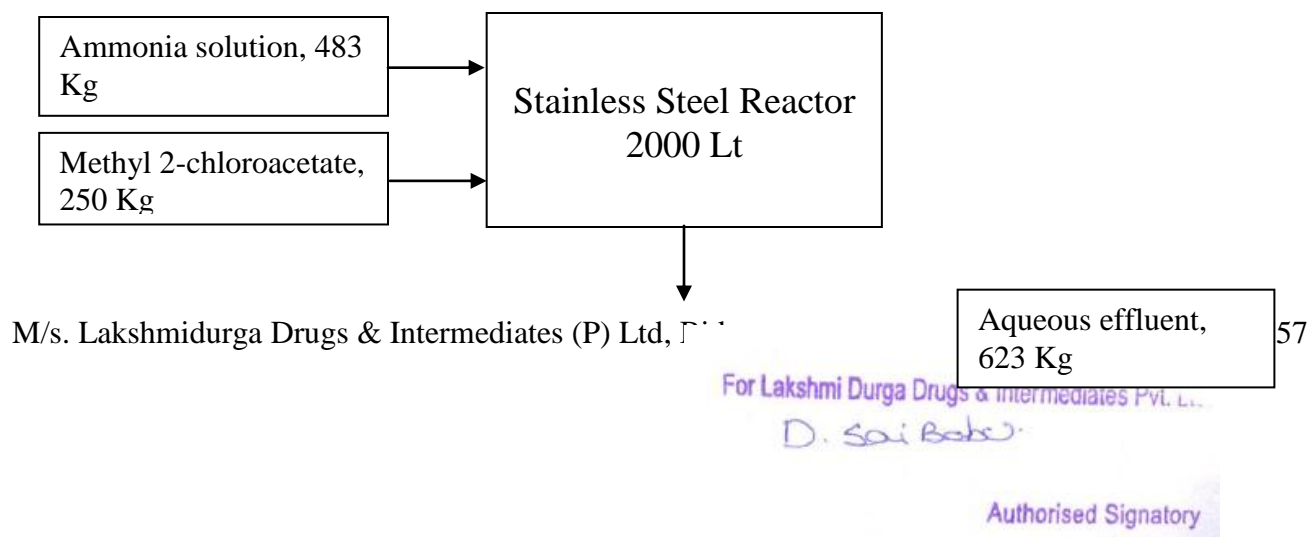 Ammonia solution, 483
Kg
Methyl 2-chloroacetate,
250 Kg
Stainless Steel Reactor
2000 Lt
M/s. Lakshmidurga Drugs & Intermediates (P) Ltd,
Aqueous effluent,
623 Kg
57
For Lakshmi Durga Drugs & Intermediates Pvt.
D. Sai Babu.
Authorised Signatory